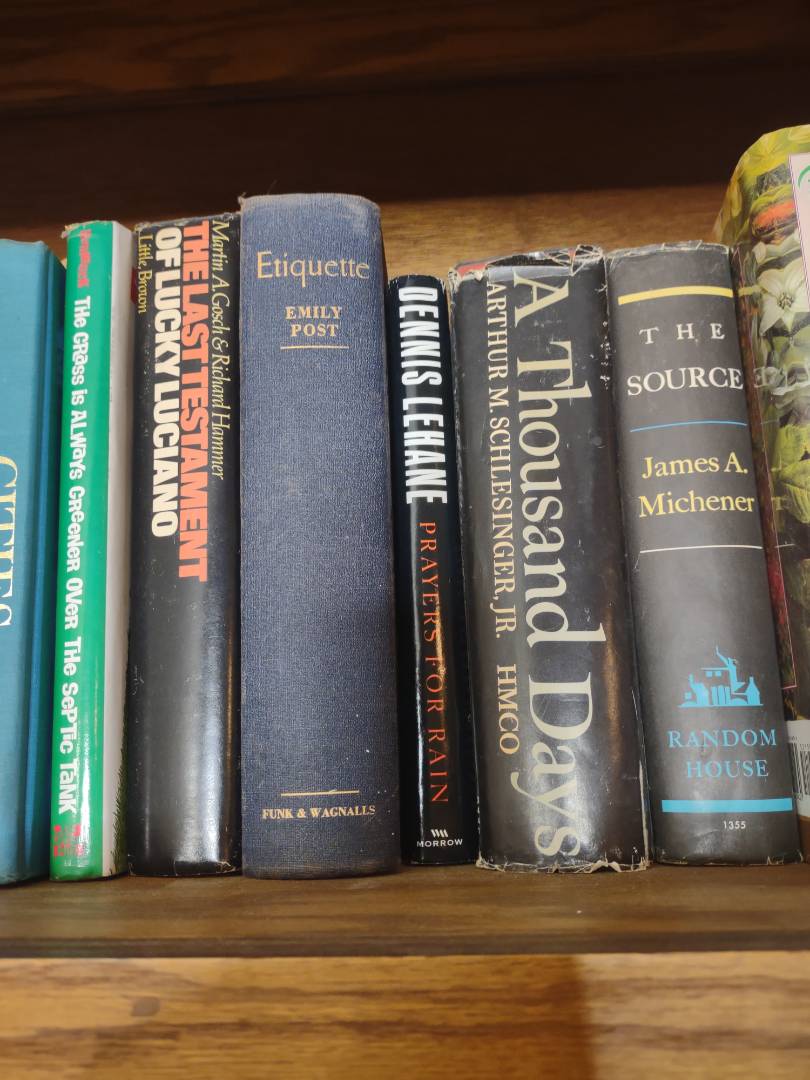 CITIES
THE GRASS IS ALWAYS GREENER OVER THE SEPTIC TANK
Martin A. Gosch & Richard Hammer
THE LAST TESTAMENT
OF LUCKY LUCIANO
Little, Brown
Etiquette
EMILY
POST
FUNK & WAGNALLS
DENNIS LEHANE
PRAYERS FOR RAIN
MORROW
A Thousand Days
ARTHUR M. SCHLESINGER, JR. HMCO
THE
SOURCE
James A.
Michener
RANDOM
HOUSE
1355